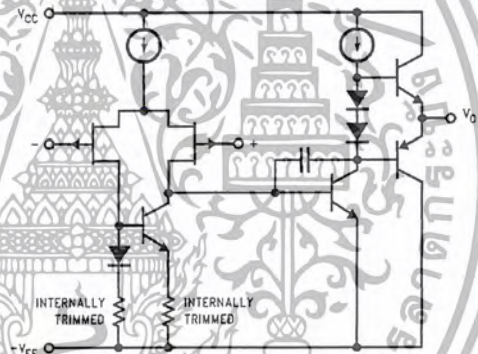 VCC
-
+
VO
INTERNALLY
TRIMMED
INTERNALLY
TRIMMED
-VEE